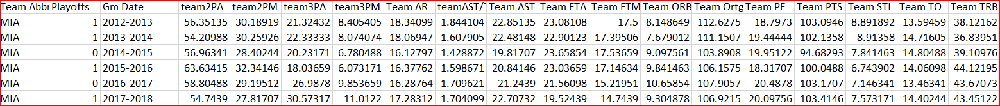 Team Abbr Playoffs Gm Date team2PA team2PM team3PA team3PM Team AR teamAST/T Team AST Team FTA Team FTM Team ORB Team Ortg Team PF Team PTS Team STL Team TO Team TRB
MIA 1 2012-2013 56.35135 30.18919 21.32432 8.405405 18.34099 1.844104 22.85135 23.08108 17.5 8.148649 112.6275 18.7973 103.0946 8.891892 13.59459 38.12162
MIA 1 2013-2014 54.20988 30.25926 22.33333 8.074074 18.06947 1.607905 22.48148 22.90123 17.39506 7.679012 111.1507 19.44444 102.1358 8.91358 14.71605 36.83951
MIA 0 2014-2015 56.96341 28.40244 20.23171 6.780488 16.12797 1.428872 19.81707 23.65854 17.53659 9.097561 103.8908 19.95122 94.68293 7.841463 14.80488 39.10976
MIA 1 2015-2016 63.63415 32.34146 18.03659 6.073171 16.37762 1.598671 20.84146 23.03659 17.14634 9.841463 106.1575 18.31707 100.0488 6.743902 14.06098 44.12195
MIA 0 2016-2017 58.80488 29.19512 26.9878 9.853659 16.28764 1.709621 21.2439 21.56098 15.21951 10.65854 107.9057 20.4878 103.1707 7.146341 13.46341 43.67073
MIA 1 2017-2018 54.7439 27.81707 30.57317 11.0122 17.28312 1.704099 22.70732 19.52439 14.7439 9.304878 106.9215 20.09756 103.4146 7.573171 14.40244 43.45122